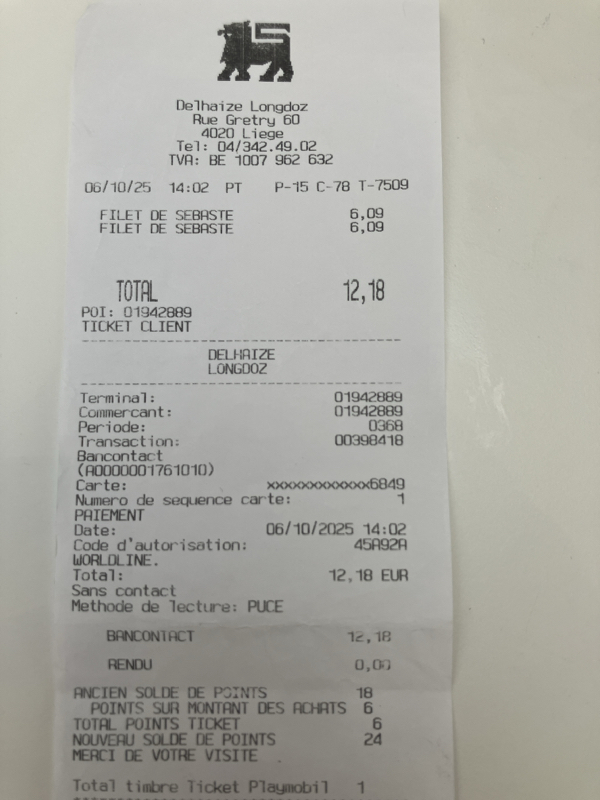 Delhaize Longdoz
Rue Gretry 60
4020 Liege
Tel: 04/342.49.02
TVA: BE 1007 962 632
06/10/25 14:02 PT P-15 C-78 T-7509
FILET DE SEBASTE 6,09
FILET DE SEBASTE 6,09
TOTAL 12,18
POI: 01942889
TICKET CLIENT
DELHAIZE
LONGDOZ
Terminal: 01942889
Commercant: 01942889
Periode: 0368
Transaction: 00398418
Bancontact
(A0000001761010)
Carte: xxxxxxxxxxxxx6849
Numero de sequence carte: 1
PAIEMENT
Date: 06/10/2025 14:02
Code d'autorisation: 45A92A
WORLDLINE.
Total: 12,18 EUR
Sans contact
Methode de lecture: PUCE
BANCONTACT 12,18
RENDU 0,00
ANCIEN SOLDE DE POINTS 18
POINTS SUR MONTANT DES ACHATS 6
TOTAL POINTS TICKET 6
NOUVEAU SOLDE DE POINTS 24
MERCI DE VOTRE VISITE
Total timbre Ticket Playmobil 1